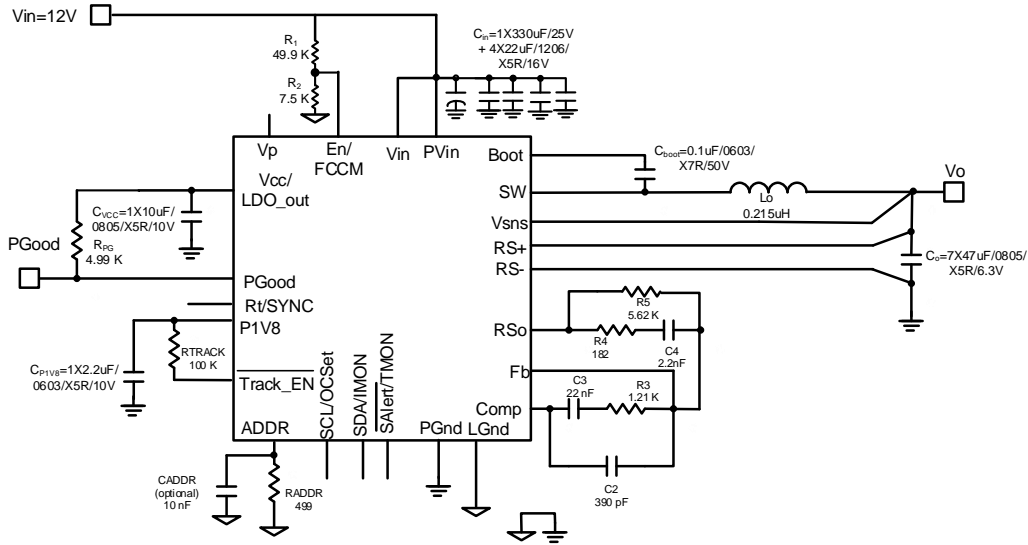 Vin=12V
R1
49.9 K
R2
7.5 K
Cin=1X330uF/25V
+ 4X22uF/1206/
X5R/16V
Vp
En/
FCCM
Vin
PVin
Boot
Cboot=0.1uF/0603/
X7R/50V
Vo
Vcc/
LDO_out
SW
Lo
0.215uH
CVCC=1X10uF/
0805/X5R/10V
Vsns
PGood
RPG
4.99 K
RS+
RS-
Co=7X47uF/0805/
X5R/6.3V
PGood
Rt/SYNC
P1V8
R5
5.62 K
RSo
R4
182
C4
2.2nF
CP1V8=1X2.2uF/
0603/X5R/10V
RTRACK
100 K
Track_EN
Fb
C3
22 nF
R3
1.21 K
Comp
ADDR
SCL/OCSet
SDA/IMON
SAlert/TMON
PGnd
LGnd
C2
390 pF
CADDR
(optional)
10 nF
RADDR
499